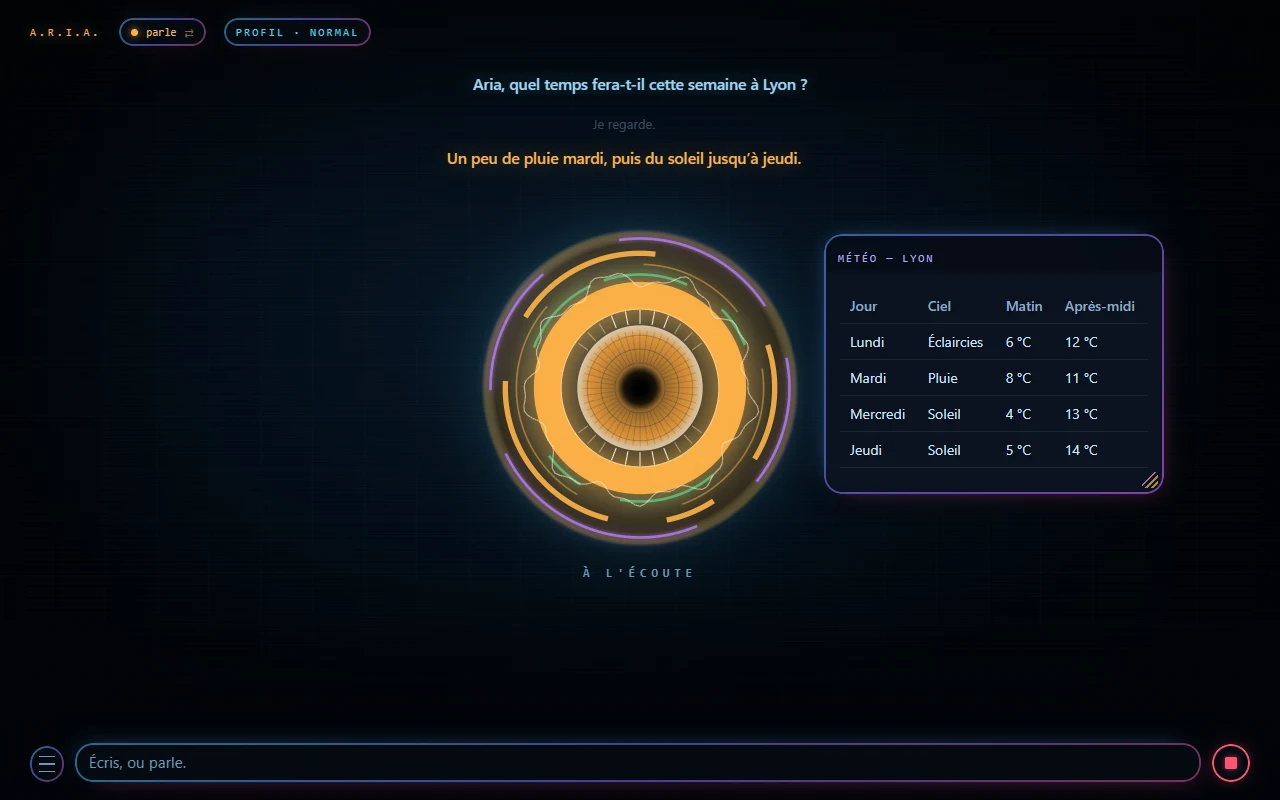 A.R.I.A.
parle ⇄
PROFIL · NORMAL
Aria, quel temps fera-t-il cette semaine à Lyon ?
Je regarde.
Un peu de pluie mardi, puis du soleil jusqu'à jeudi.
MÉTÉO — LYON
Jour Ciel Matin Après-midi
Lundi Éclaircies 6 °C 12 °C
Mardi Pluie 8 °C 11 °C
Mercredi Soleil 4 °C 13 °C
Jeudi Soleil 5 °C 14 °C
À L'ÉCOUTE
Écris, ou parle.